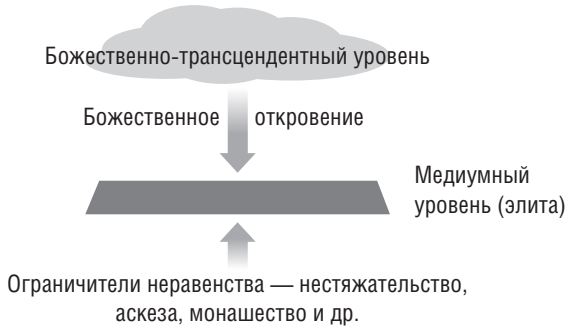 Божественно-трансцендентный уровень
Божественное откровение
Медиумный
уровень (элита)
Ограничители неравенства — нестяжательство,
аскеза, монашество и др.